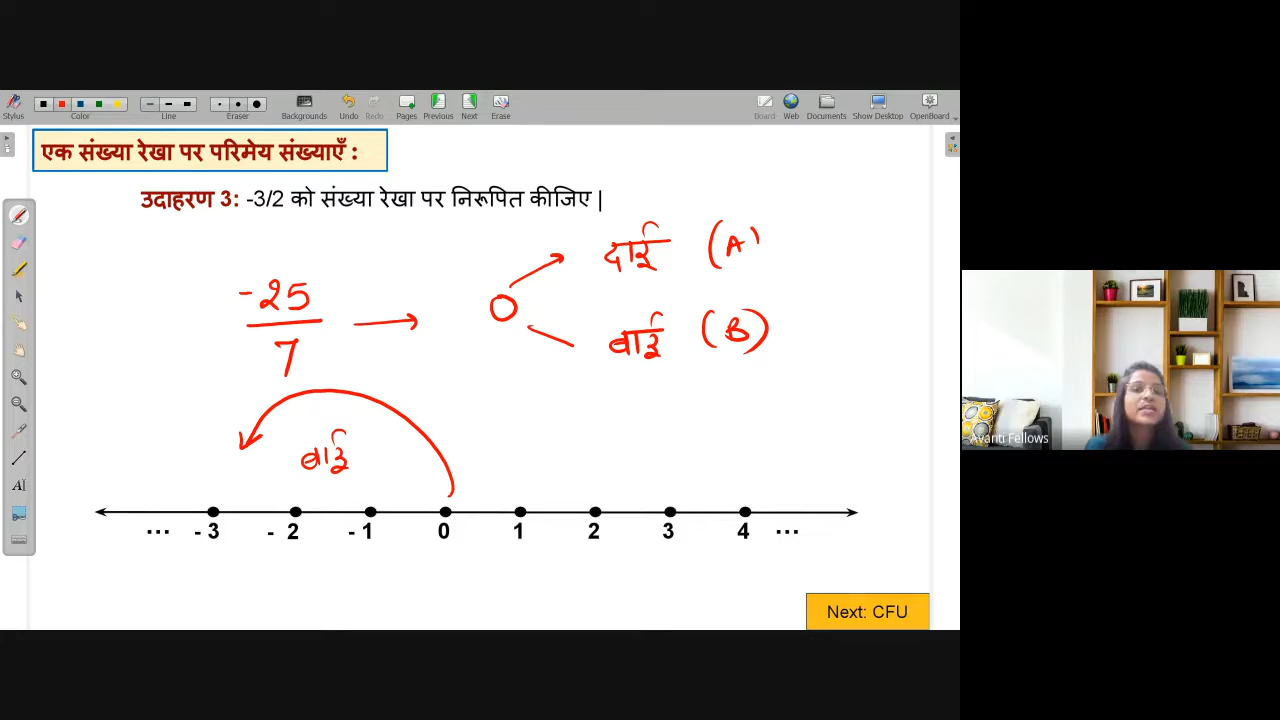 Stylus Color Line Eraser Backgrounds Undo Redo Pages Previous Next Erase Board Web Documents Show Desktop OpenBoard
एक संख्या रेखा पर परिमेय संख्याएँ :
उदाहरण 3: -3/2 को संख्या रेखा पर निरूपित कीजिए |
दाई (A)
-25
0
7
बाई (B)
बाई
Avanti Fellows
... -3 -2 -1 0 1 2 3 4 ...
Next: CFU